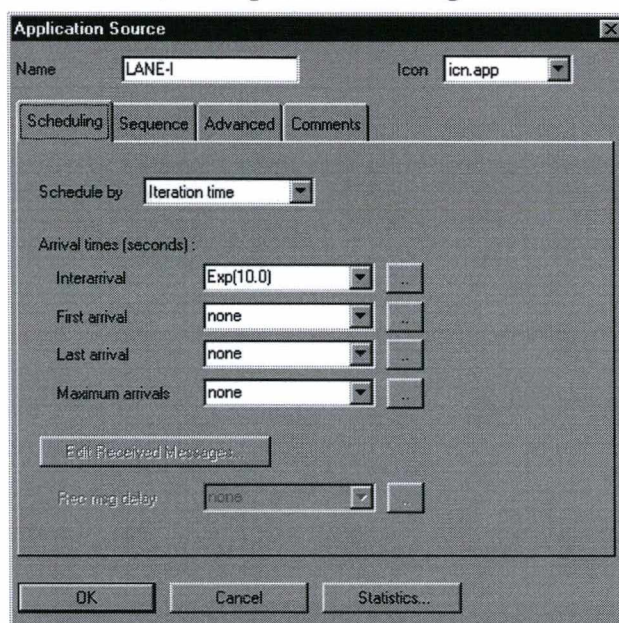 Application Source
Name LANE-I Icon icn.app
Scheduling Sequence Advanced Comments
Schedule by Iteration time
Arrival times (seconds) :
Interarrival Exp(10.0) ..
First arrival none ..
Last arrival none ..
Maximum arrivals none ..
Edit Received Messages...
Rec msg delay none ..
OK Cancel Statistics...